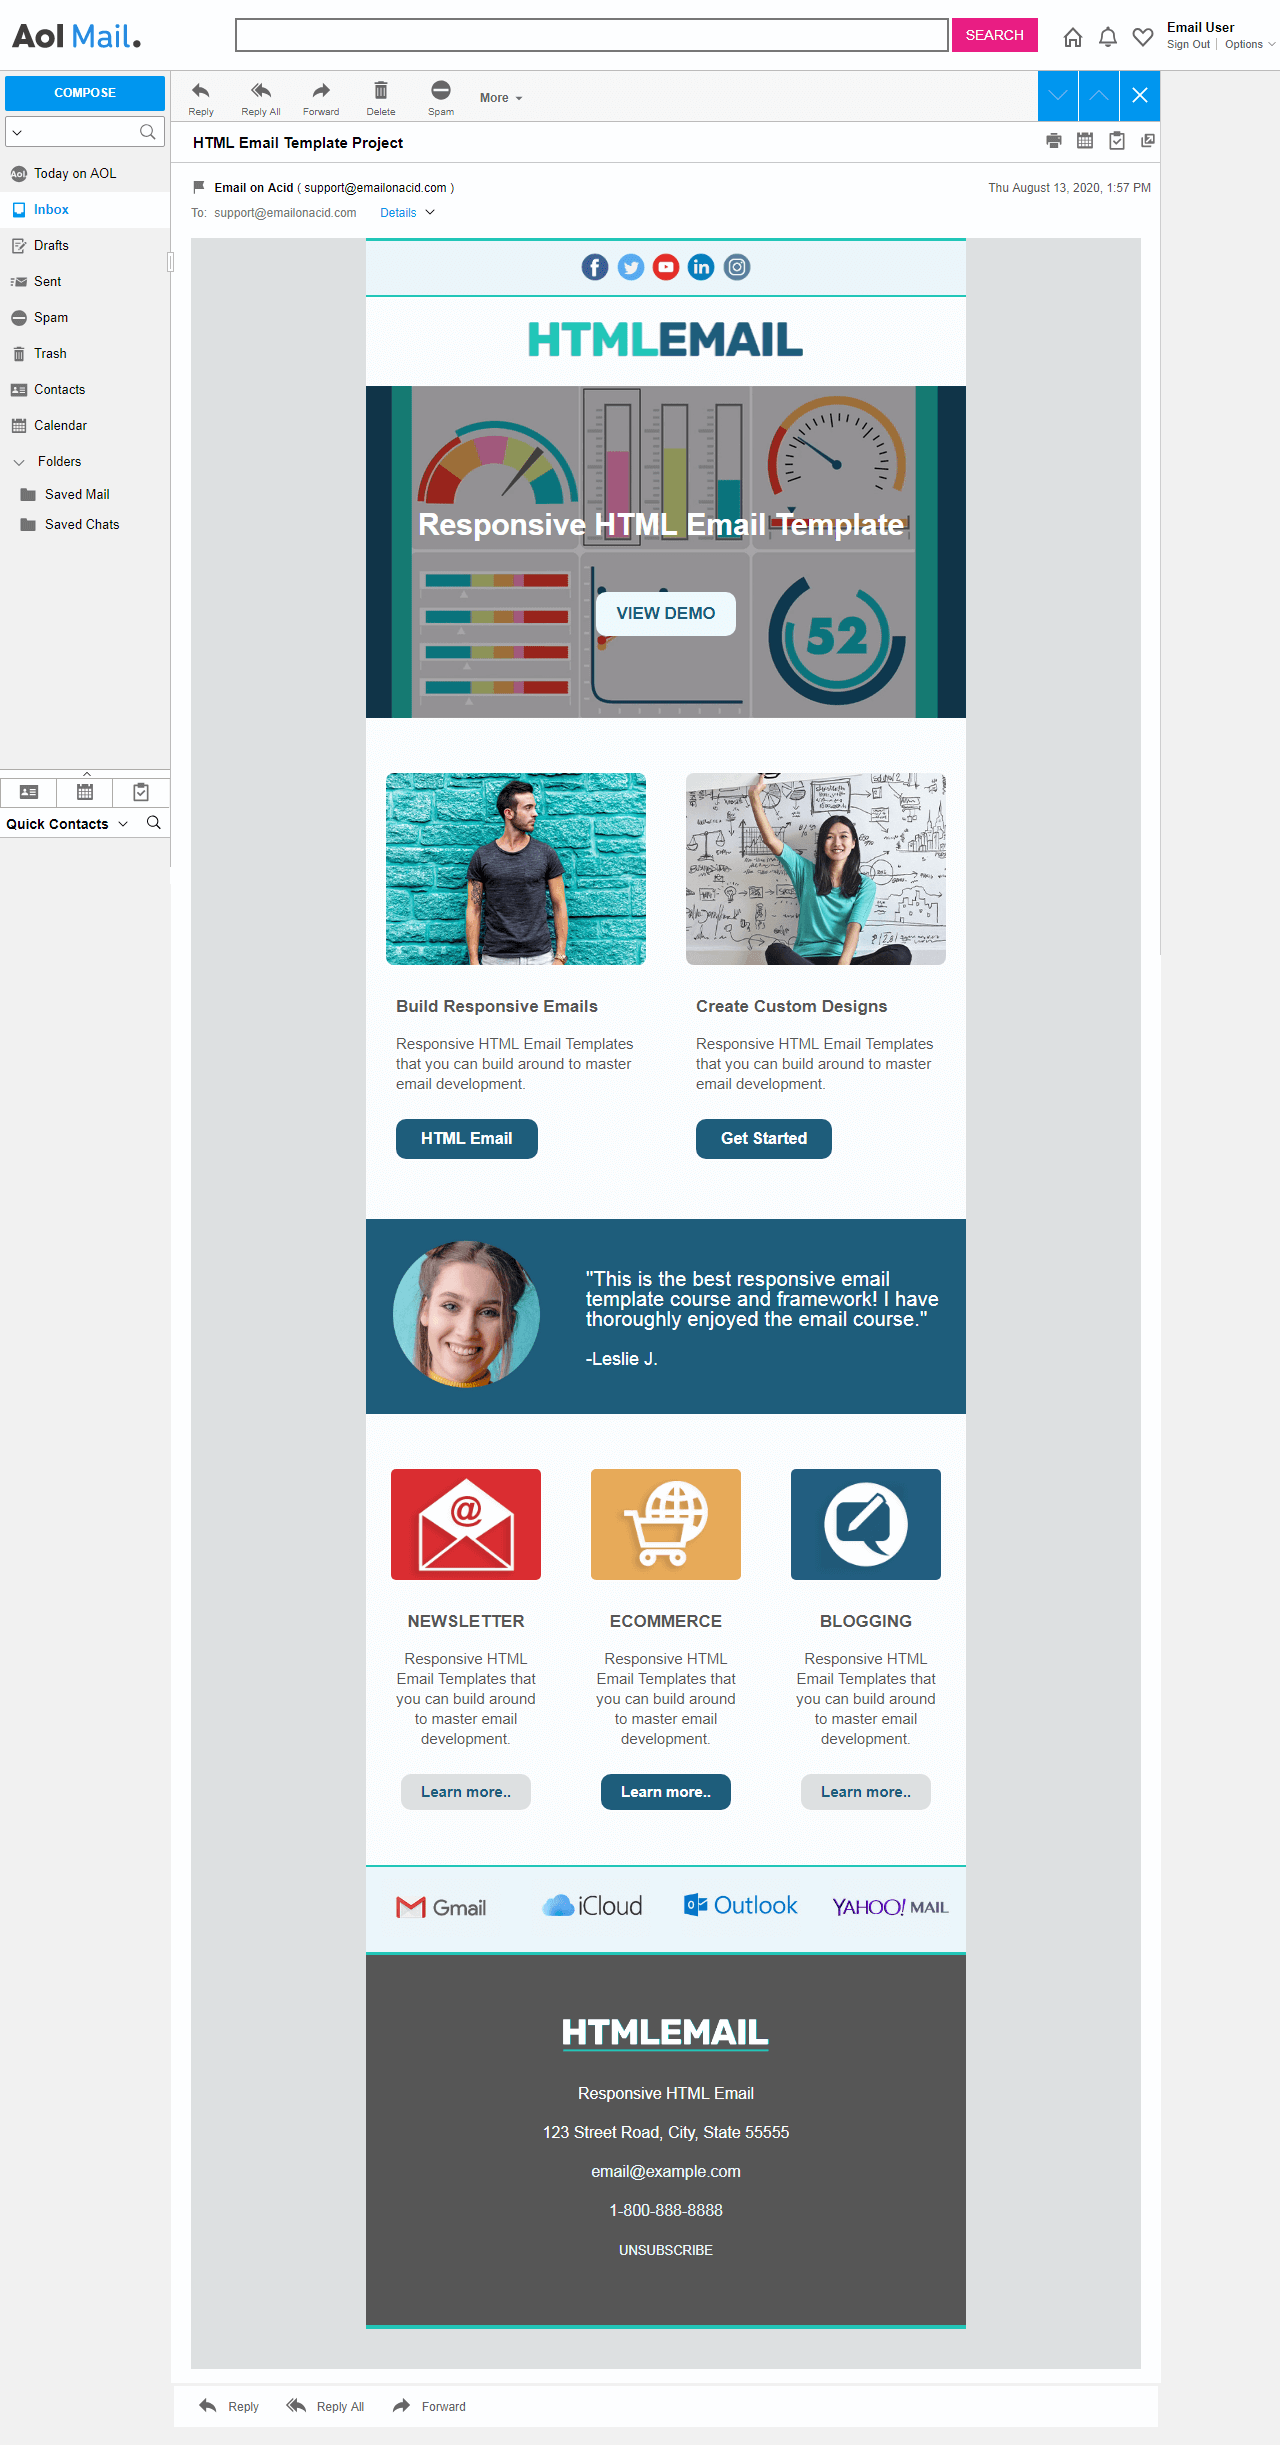 Aol Mail.
SEARCH
Email User
Sign Out
Options
COMPOSE
Reply
Reply All
Forward
Delete
Spam
More
HTML Email Template Project
Aol.
Today on AOL
Inbox
Drafts
Sent
Spam
Trash
Contacts
Calendar
Folders
Saved Mail
Saved Chats
Quick Contacts
Email on Acid ( support@emailonacid.com )
Thu August 13, 2020, 1:57 PM
To: support@emailonacid.com Details
HTMLEMAIL
Responsive HTML Email Template
VIEW DEMO
52
Build Responsive Emails
Responsive HTML Email Templates
that you can build around to master
email development.
HTML Email
Create Custom Designs
Responsive HTML Email Templates
that you can build around to master
email development.
Get Started
"This is the best responsive email
template course and framework! I have
thoroughly enjoyed the email course."
-Leslie J.
NEWSLETTER
Responsive HTML
Email Templates that
you can build around
to master email
development.
Learn more..
ECOMMERCE
Responsive HTML
Email Templates that
you can build around
to master email
development.
Learn more..
BLOGGING
Responsive HTML
Email Templates that
you can build around
to master email
development.
Learn more..
Gmail
iCloud
Outlook
YAHOO! MAIL
HTMLEMAIL
Responsive HTML Email
123 Street Road, City, State 55555
email@example.com
1-800-888-8888
UNSUBSCRIBE
Reply
Reply All
Forward